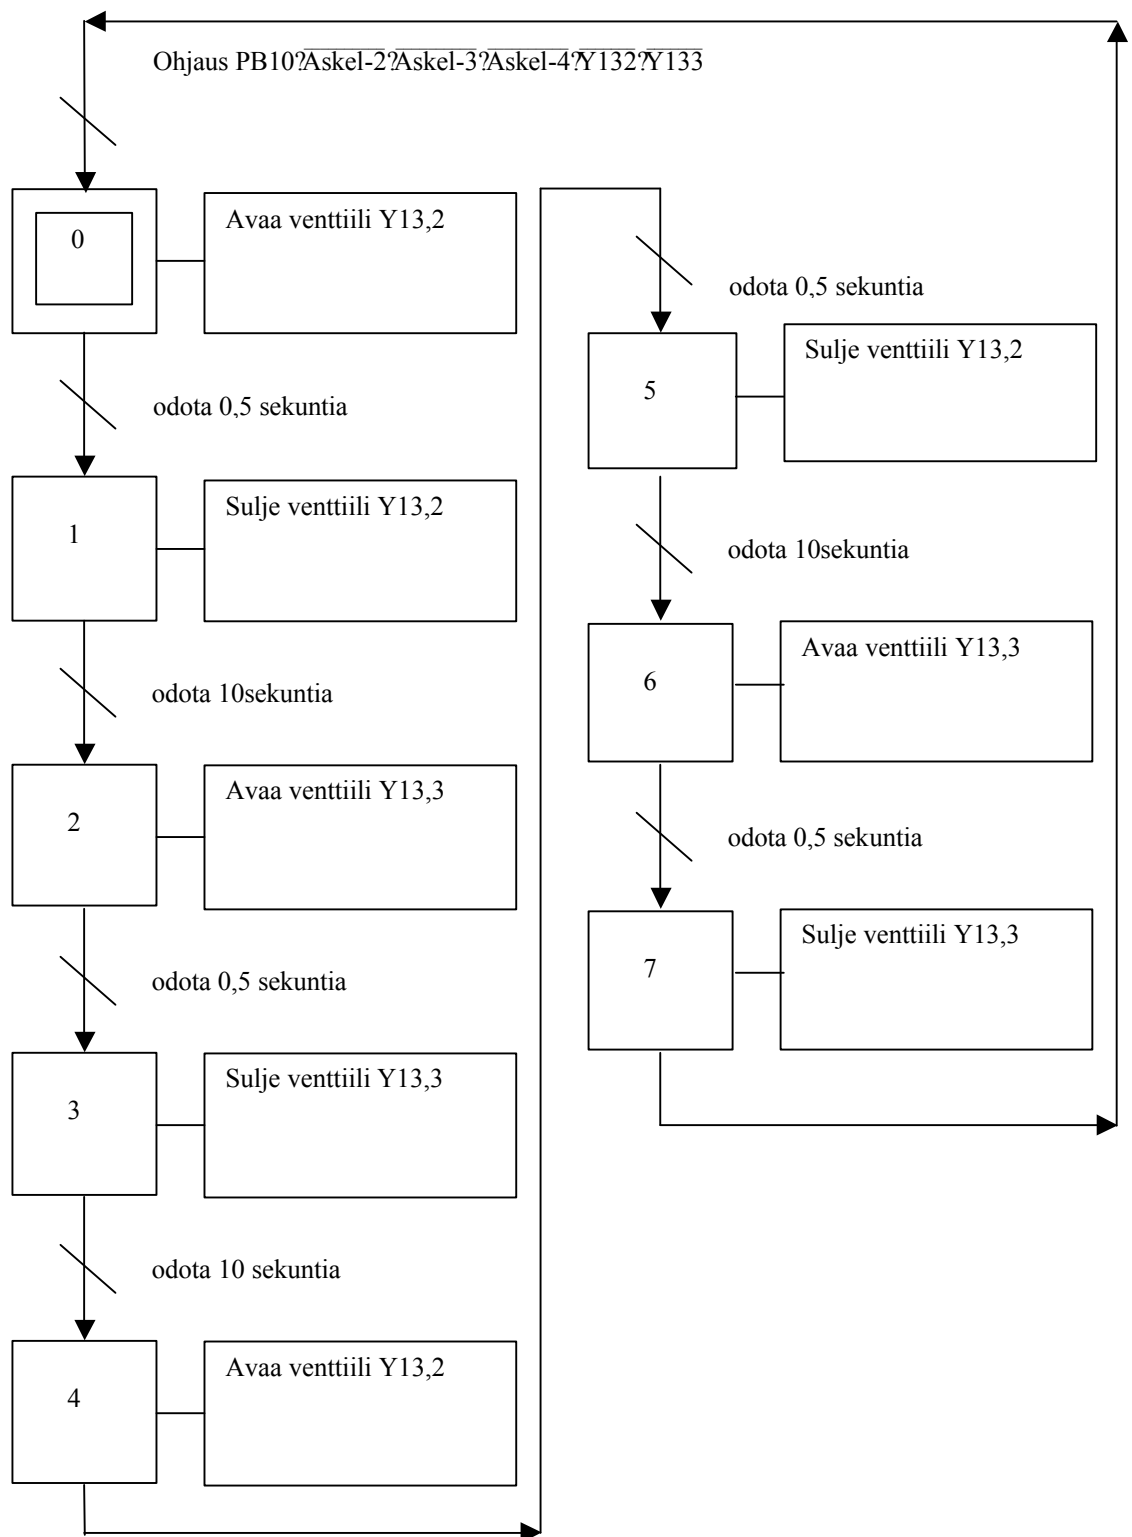 Ohjaus PB10?Askel-2?Askel-3?Askel-4?Y132?Y133
0
Avaa venttiili Y13,2
odota 0,5 sekuntia
1
Sulje venttiili Y13,2
odota 10sekuntia
2
Avaa venttiili Y13,3
odota 0,5 sekuntia
3
Sulje venttiili Y13,3
odota 10 sekuntia
4
Avaa venttiili Y13,2
odota 0,5 sekuntia
5
Sulje venttiili Y13,2
odota 10sekuntia
6
Avaa venttiili Y13,3
odota 0,5 sekuntia
7
Sulje venttiili Y13,3